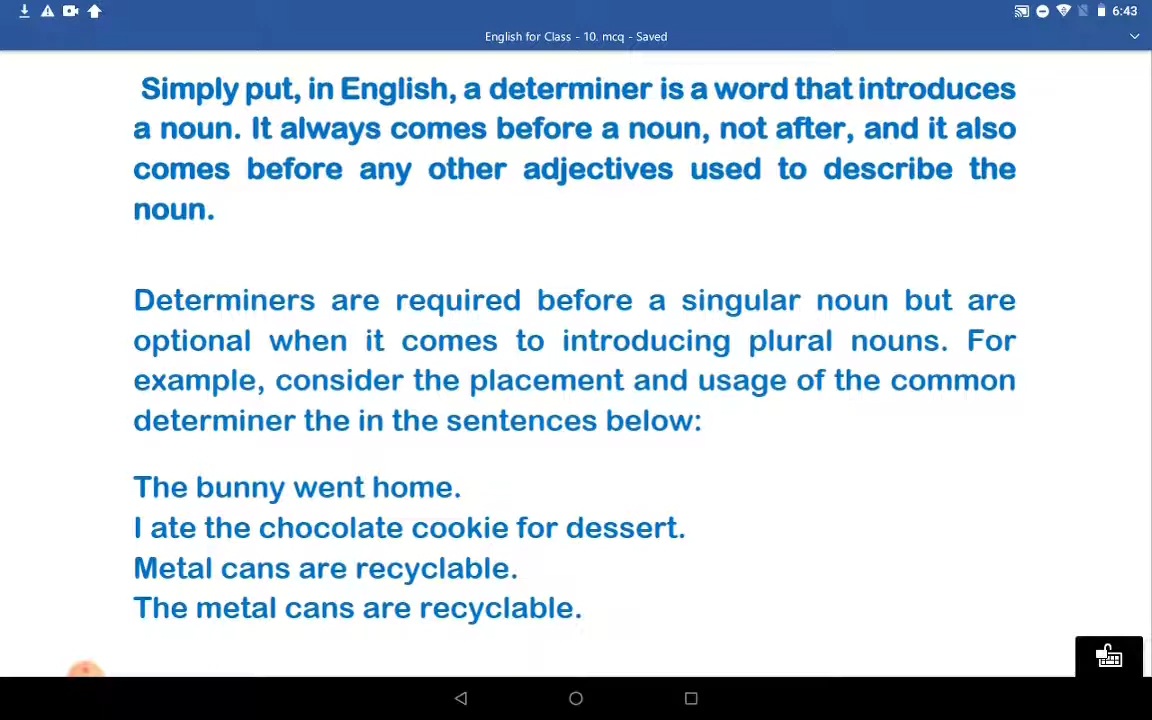 6:43
English for Class - 10. mcq - Saved
Simply put, in English, a determiner is a word that introduces
a noun. It always comes before a noun, not after, and it also
comes before any other adjectives used to describe the
noun.
Determiners are required before a singular noun but are
optional when it comes to introducing plural nouns. For
example, consider the placement and usage of the common
determiner the in the sentences below:
The bunny went home.
I ate the chocolate cookie for dessert.
Metal cans are recyclable.
The metal cans are recyclable.